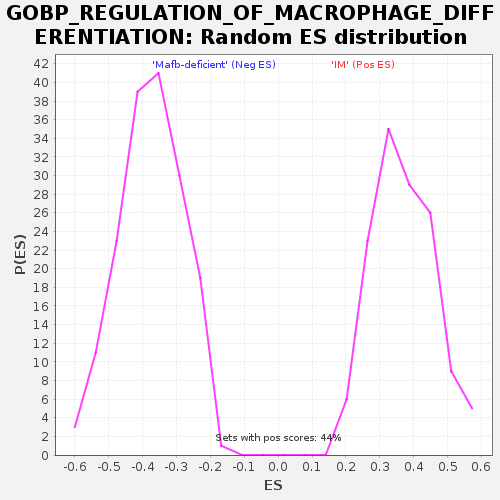 GOBP_REGULATION_OF_MACROPHAGE_DIFF
ERENTIATION: Random ES distribution
'Mafb-deficient' (Neg ES)
'IM' (Pos ES)
42
40
38
36
34
32
30
28
26
24
22
20
18
16
14
12
10
8
6
4
2
0
P(ES)
Sets with pos scores: 44%
-0.6 -0.5 -0.4 -0.3 -0.2 -0.1 0.0 0.1 0.2 0.3 0.4 0.5 0.6
ES